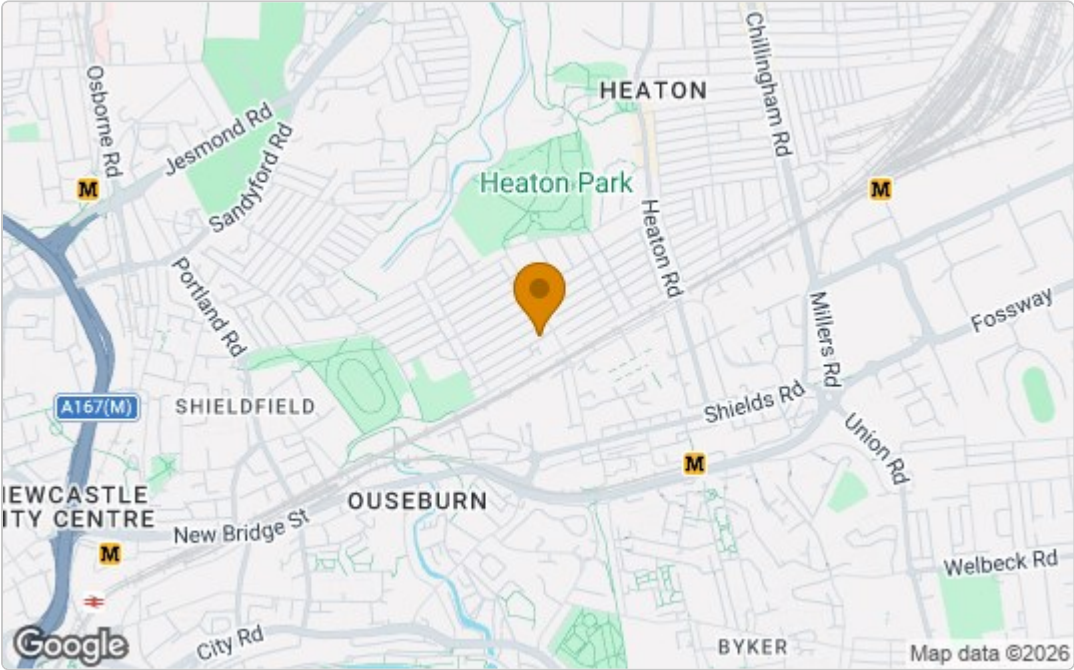 Chillingham Rd
HEATON
Osborne Rd
Jesmond Rd
Sandyford Rd
M
M
Heaton Park
Heaton Rd
Portland Rd
Millers Rd
Fossway
A167(M)
SHIELDFIELD
Shields Rd
Union Rd
M
IEWCASTLE
ITY CENTRE
OUSEBURN
New Bridge St
M
Welbeck Rd
City Rd
BYKER
Google
Map data ©2026